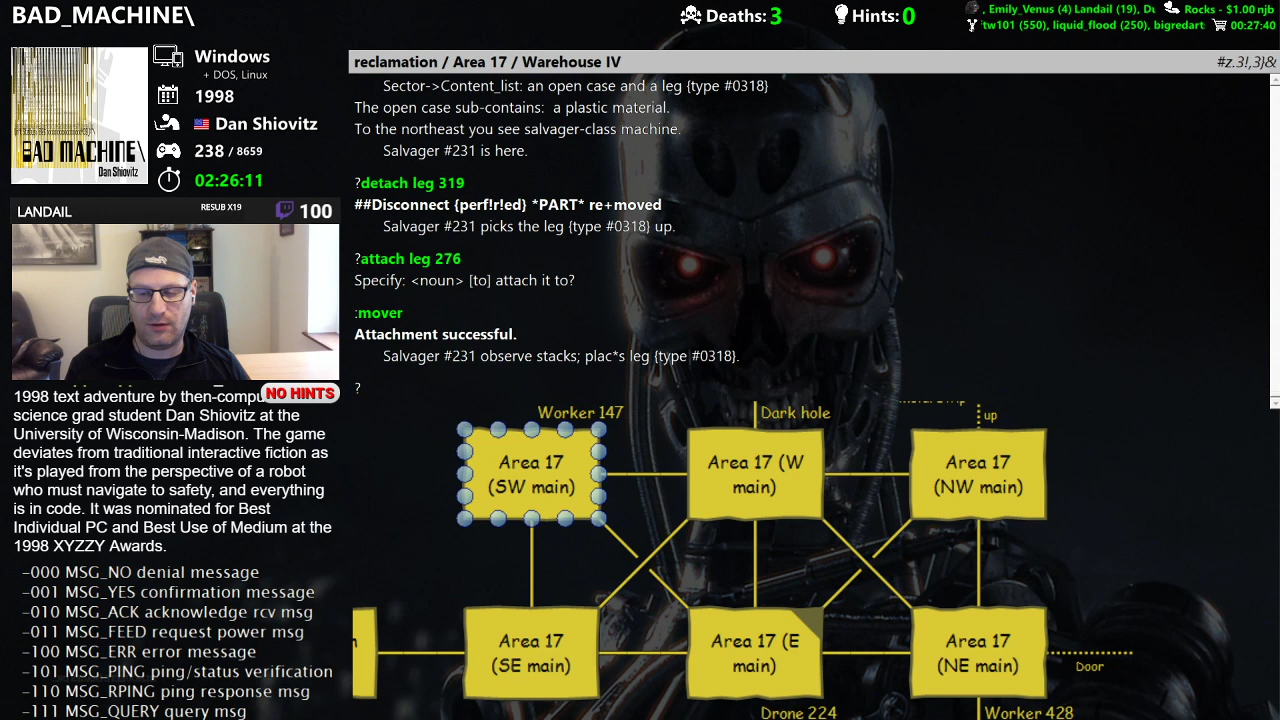 BAD_MACHINE\
Deaths: 3
Hints: 0
, Emily_Venus (4) Landail (19), Du
Rocks - $1.00 njb
tw101 (550), liquid_flood (250), bigredart
00:27:40
BAD MACHINE\
Dan Shiovitz
Windows
+ DOS, Linux
1998
Dan Shiovitz
238 / 8659
02:26:11
LANDAIL
RESUB X19
100
NO HINTS
1998 text adventure by then-compu
science grad student Dan Shiovitz at the
University of Wisconsin-Madison. The game
deviates from traditional interactive fiction as
it's played from the perspective of a robot
who must navigate to safety, and everything
is in code. It was nominated for Best
Individual PC and Best Use of Medium at the
1998 XYZZY Awards.
-000 MSG_NO denial message
-001 MSG_YES confirmation message
-010 MSG_ACK acknowledge rcv msg
-011 MSG_FEED request power msg
-100 MSG_ERR error message
-101 MSG_PING ping/status verification
-110 MSG_RPING ping response msg
-111 MSG_QUERY query msg
reclamation / Area 17 / Warehouse IV
#z.3!,3}&
Sector->Content_list: an open case and a leg {type #0318}
The open case sub-contains: a plastic material.
To the northeast you see salvager-class machine.
Salvager #231 is here.
?detach leg 319
##Disconnect {perf!r!ed} *PART* re+moved
Salvager #231 picks the leg {type #0318} up.
?attach leg 276
Specify: <noun> [to] attach it to?
:mover
Attachment successful.
Salvager #231 observe stacks; plac*s leg {type #0318}.
?
Worker 147
Dark hole
up
Area 17
(SW main)
Area 17 (W
main)
Area 17
(NW main)
Area 17
(SE main)
Area 17 (E
main)
Area 17
(NE main)
Door
Drone 224
Worker 428